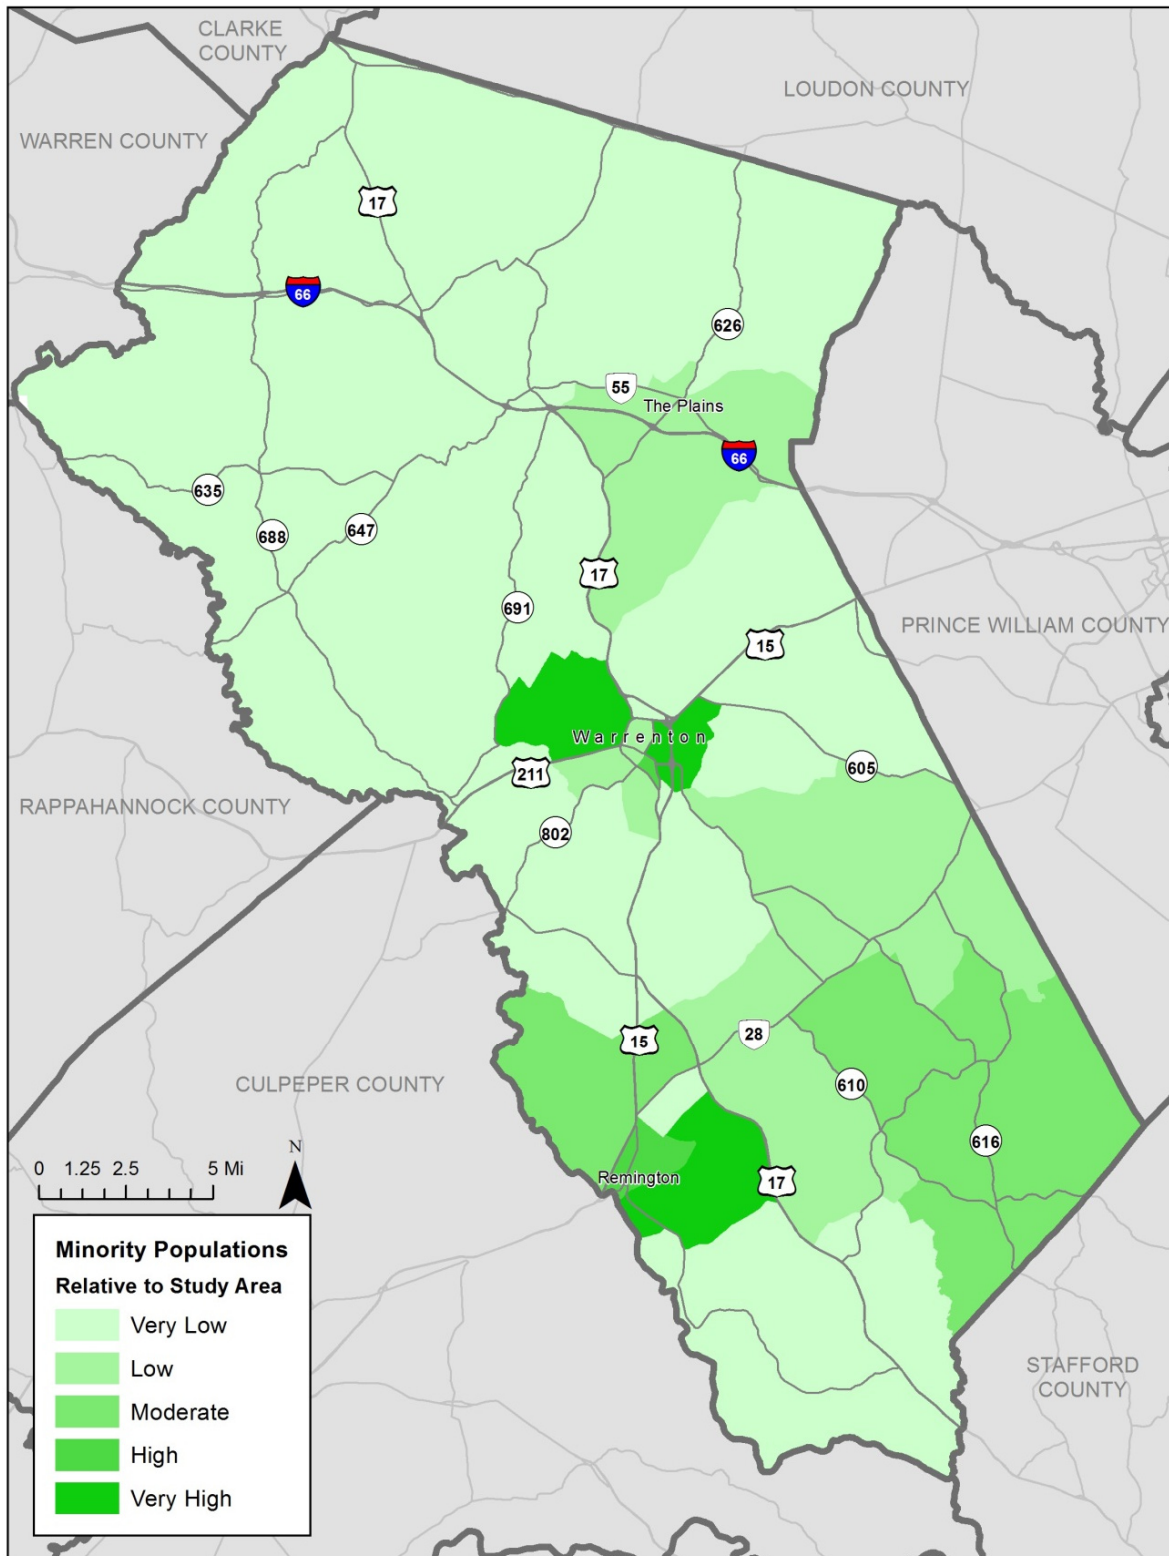 CLARKE
COUNTY
LOUDON COUNTY
WARREN COUNTY
17
66
626
55
The Plains
66
635
688
647
17
691
PRINCE WILLIAM COUNTY
15
Warrenton
211
605
RAPPAHANNOCK COUNTY
802
28
15
CULPEPER COUNTY
610
616
N
0 1.25 2.5 5 Mi
Remington
17
Minority Populations
Relative to Study Area
Very Low
Low
Moderate
High
Very High
STAFFORD
COUNTY